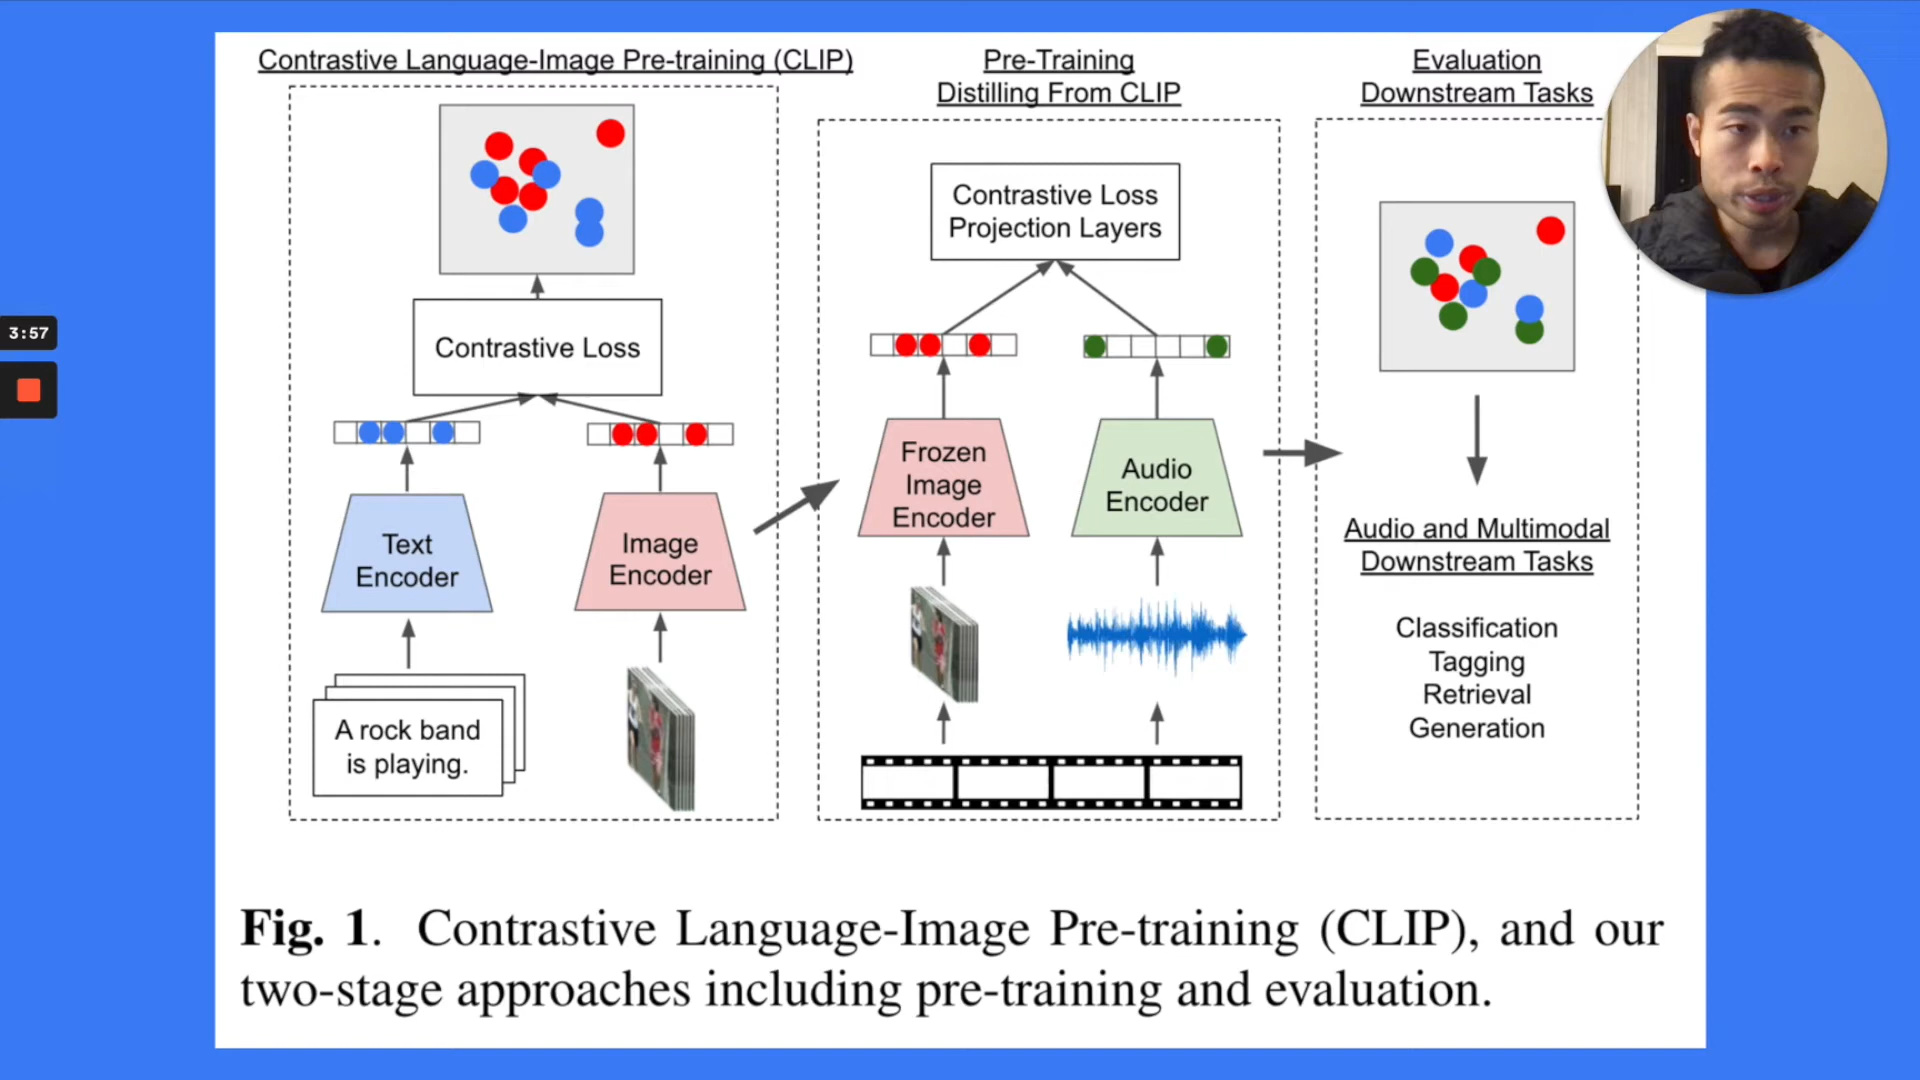 Contrastive Language-Image Pre-training (CLIP)
Pre-Training
Distilling From CLIP
Evaluation
Downstream Tasks
Contrastive Loss
Text
Encoder
Image
Encoder
A rock band
is playing.
Contrastive Loss
Projection Layers
Frozen
Image
Encoder
Audio
Encoder
Audio and Multimodal
Downstream Tasks
Classification
Tagging
Retrieval
Generation
3:57
Fig. 1. Contrastive Language-Image Pre-training (CLIP), and our
two-stage approaches including pre-training and evaluation.